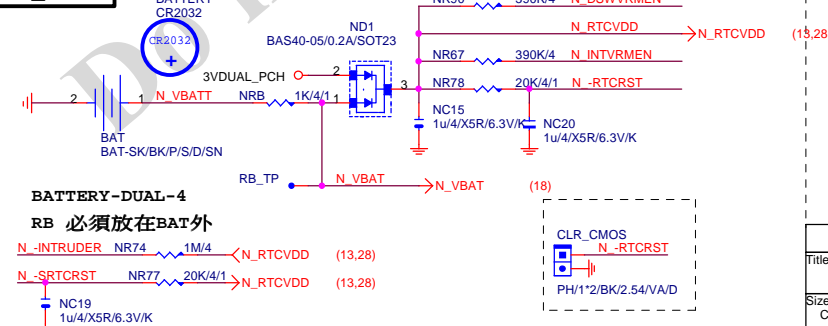 CR2032
CR2032
+
ND1
BAS40-05/0.2A/SOT23
N_RTCVDD
N_RTCVDD
(13,28
NR67
390K/4
N_INTVRMEN
3VDUAL_PCH
2
3
NR78
20K/4/1
N_-RTCRST
2
1
N_VBATT
NRB
1K/4/1
1
NC15
1u/4/X5R/6.3V/K
NC20
1u/4/X5R/6.3V/K
BAT
BAT-SK/BK/P/S/D/SN
RB_TP
N_VBAT
N_VBAT
(18)
BATTERY-DUAL-4
RB 必須放在BAT外
N_-INTRUDER
NR74
1M/4
N_RTCVDD
(13,28)
N_-SRTCRST
NR77
20K/4/1
N_RTCVDD
(13,28)
NC19
1u/4/X5R/6.3V/K
CLR_CMOS
N_-RTCRST
PH/1*2/BK/2.54/VA/D
Title
Size
C